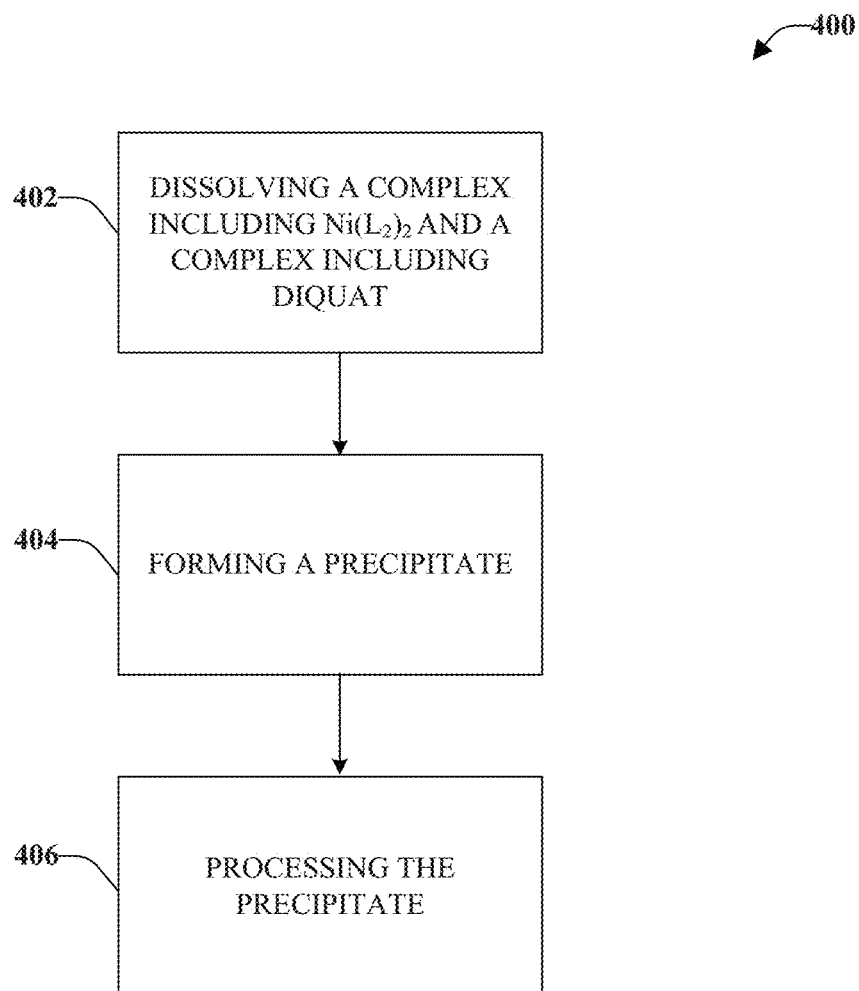 400
402
DISSOLVING A COMPLEX
INCLUDING Ni(L₂)₂ AND A
COMPLEX INCLUDING
DIQUAT
404
FORMING A PRECIPITATE
406
PROCESSING THE
PRECIPITATE